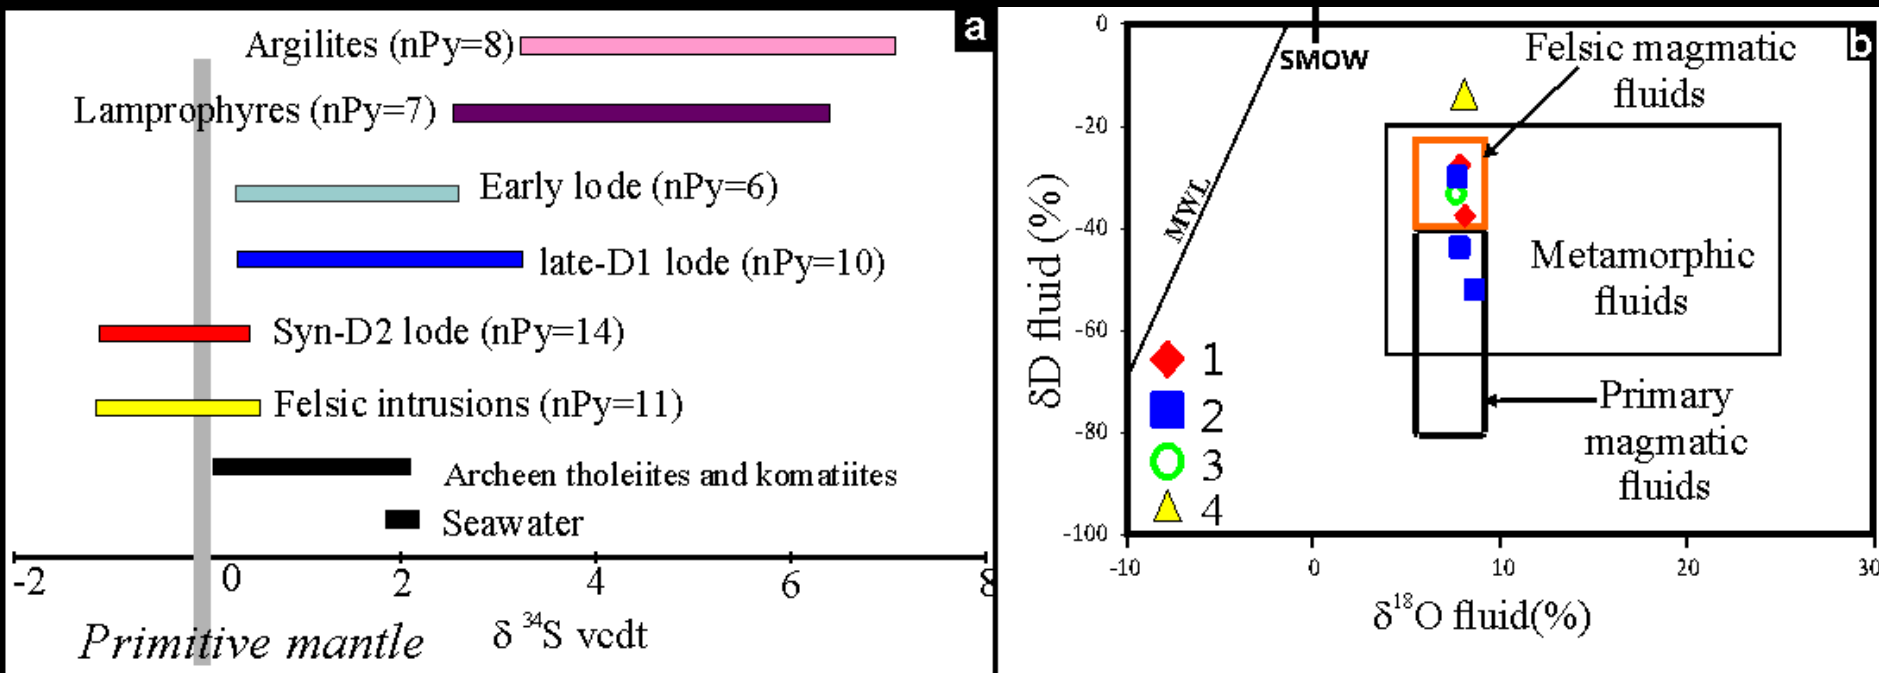 a
Argilites (nPy=8)
Lamprophyres (nPy=7)
Early lode (nPy=6)
late-D1 lode (nPy=10)
Syn-D2 lode (nPy=14)
Felsic intrusions (nPy=11)
Archeen tholeiites and komatiites
Seawater
-2 0 2 4 6 8
Primitive mantle
δ ³⁴S vcdt
b
SMOW
Felsic magmatic
fluids
MWL
Metamorphic
fluids
Primary
magmatic
fluids
1
2
3
4
δD fluid (%)
0
-20
-40
-60
-80
-100
-10 0 10 20 30
δ¹⁸O fluid(%)